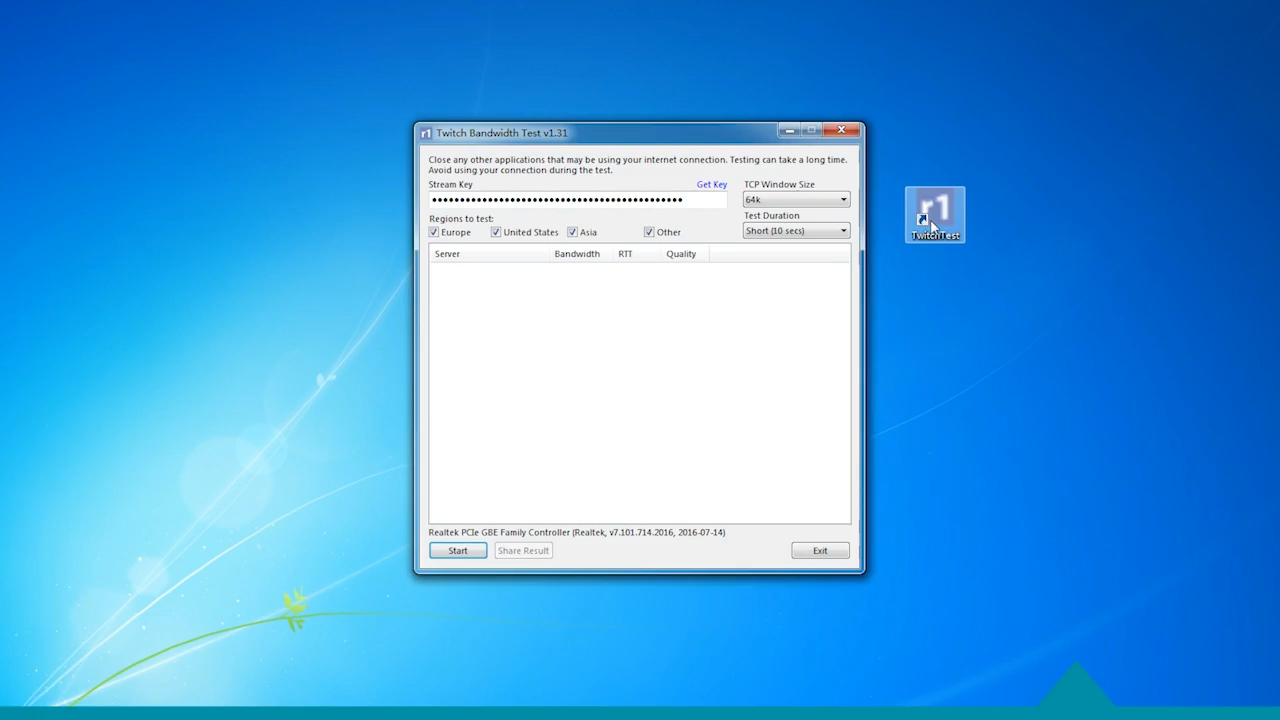 r1 Twitch Bandwidth Test v1.31
Close any other applications that may be using your internet connection. Testing can take a long time.
Avoid using your connection during the test.
Stream Key
Get Key
TCP Window Size
••••••••••••••••••••••••••••••••••••••••••••
64k
Regions to test:
Test Duration
Europe
United States
Asia
Other
Short (10 secs)
Server
Bandwidth
RTT
Quality
Realtek PCIe GBE Family Controller (Realtek, v7.101.714.2016, 2016-07-14)
Start
Share Result
Exit
r1
TwitchTest